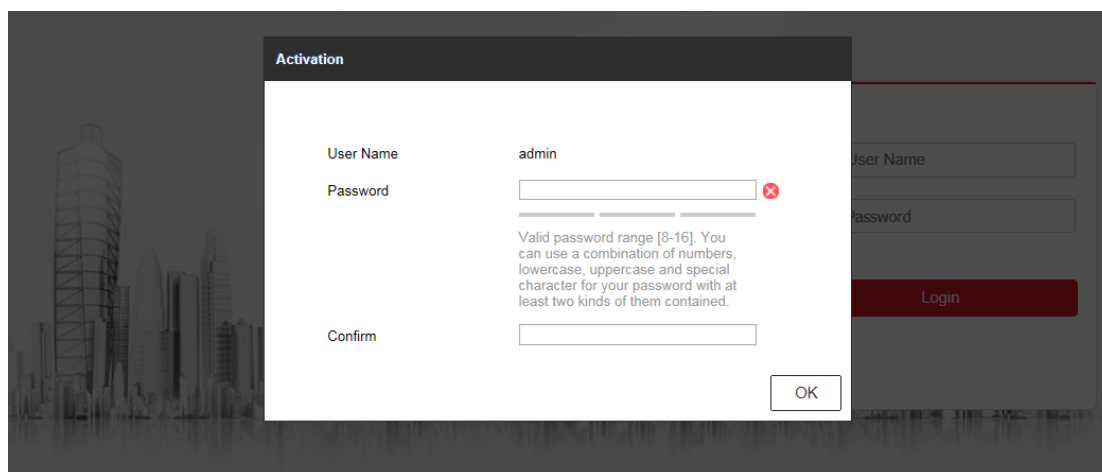 Activation
User Name admin
Password
Valid password range [8-16]. You
can use a combination of numbers,
lowercase, uppercase and special
character for your password with at
least two kinds of them contained.
Confirm
OK
User Name
Password
Login